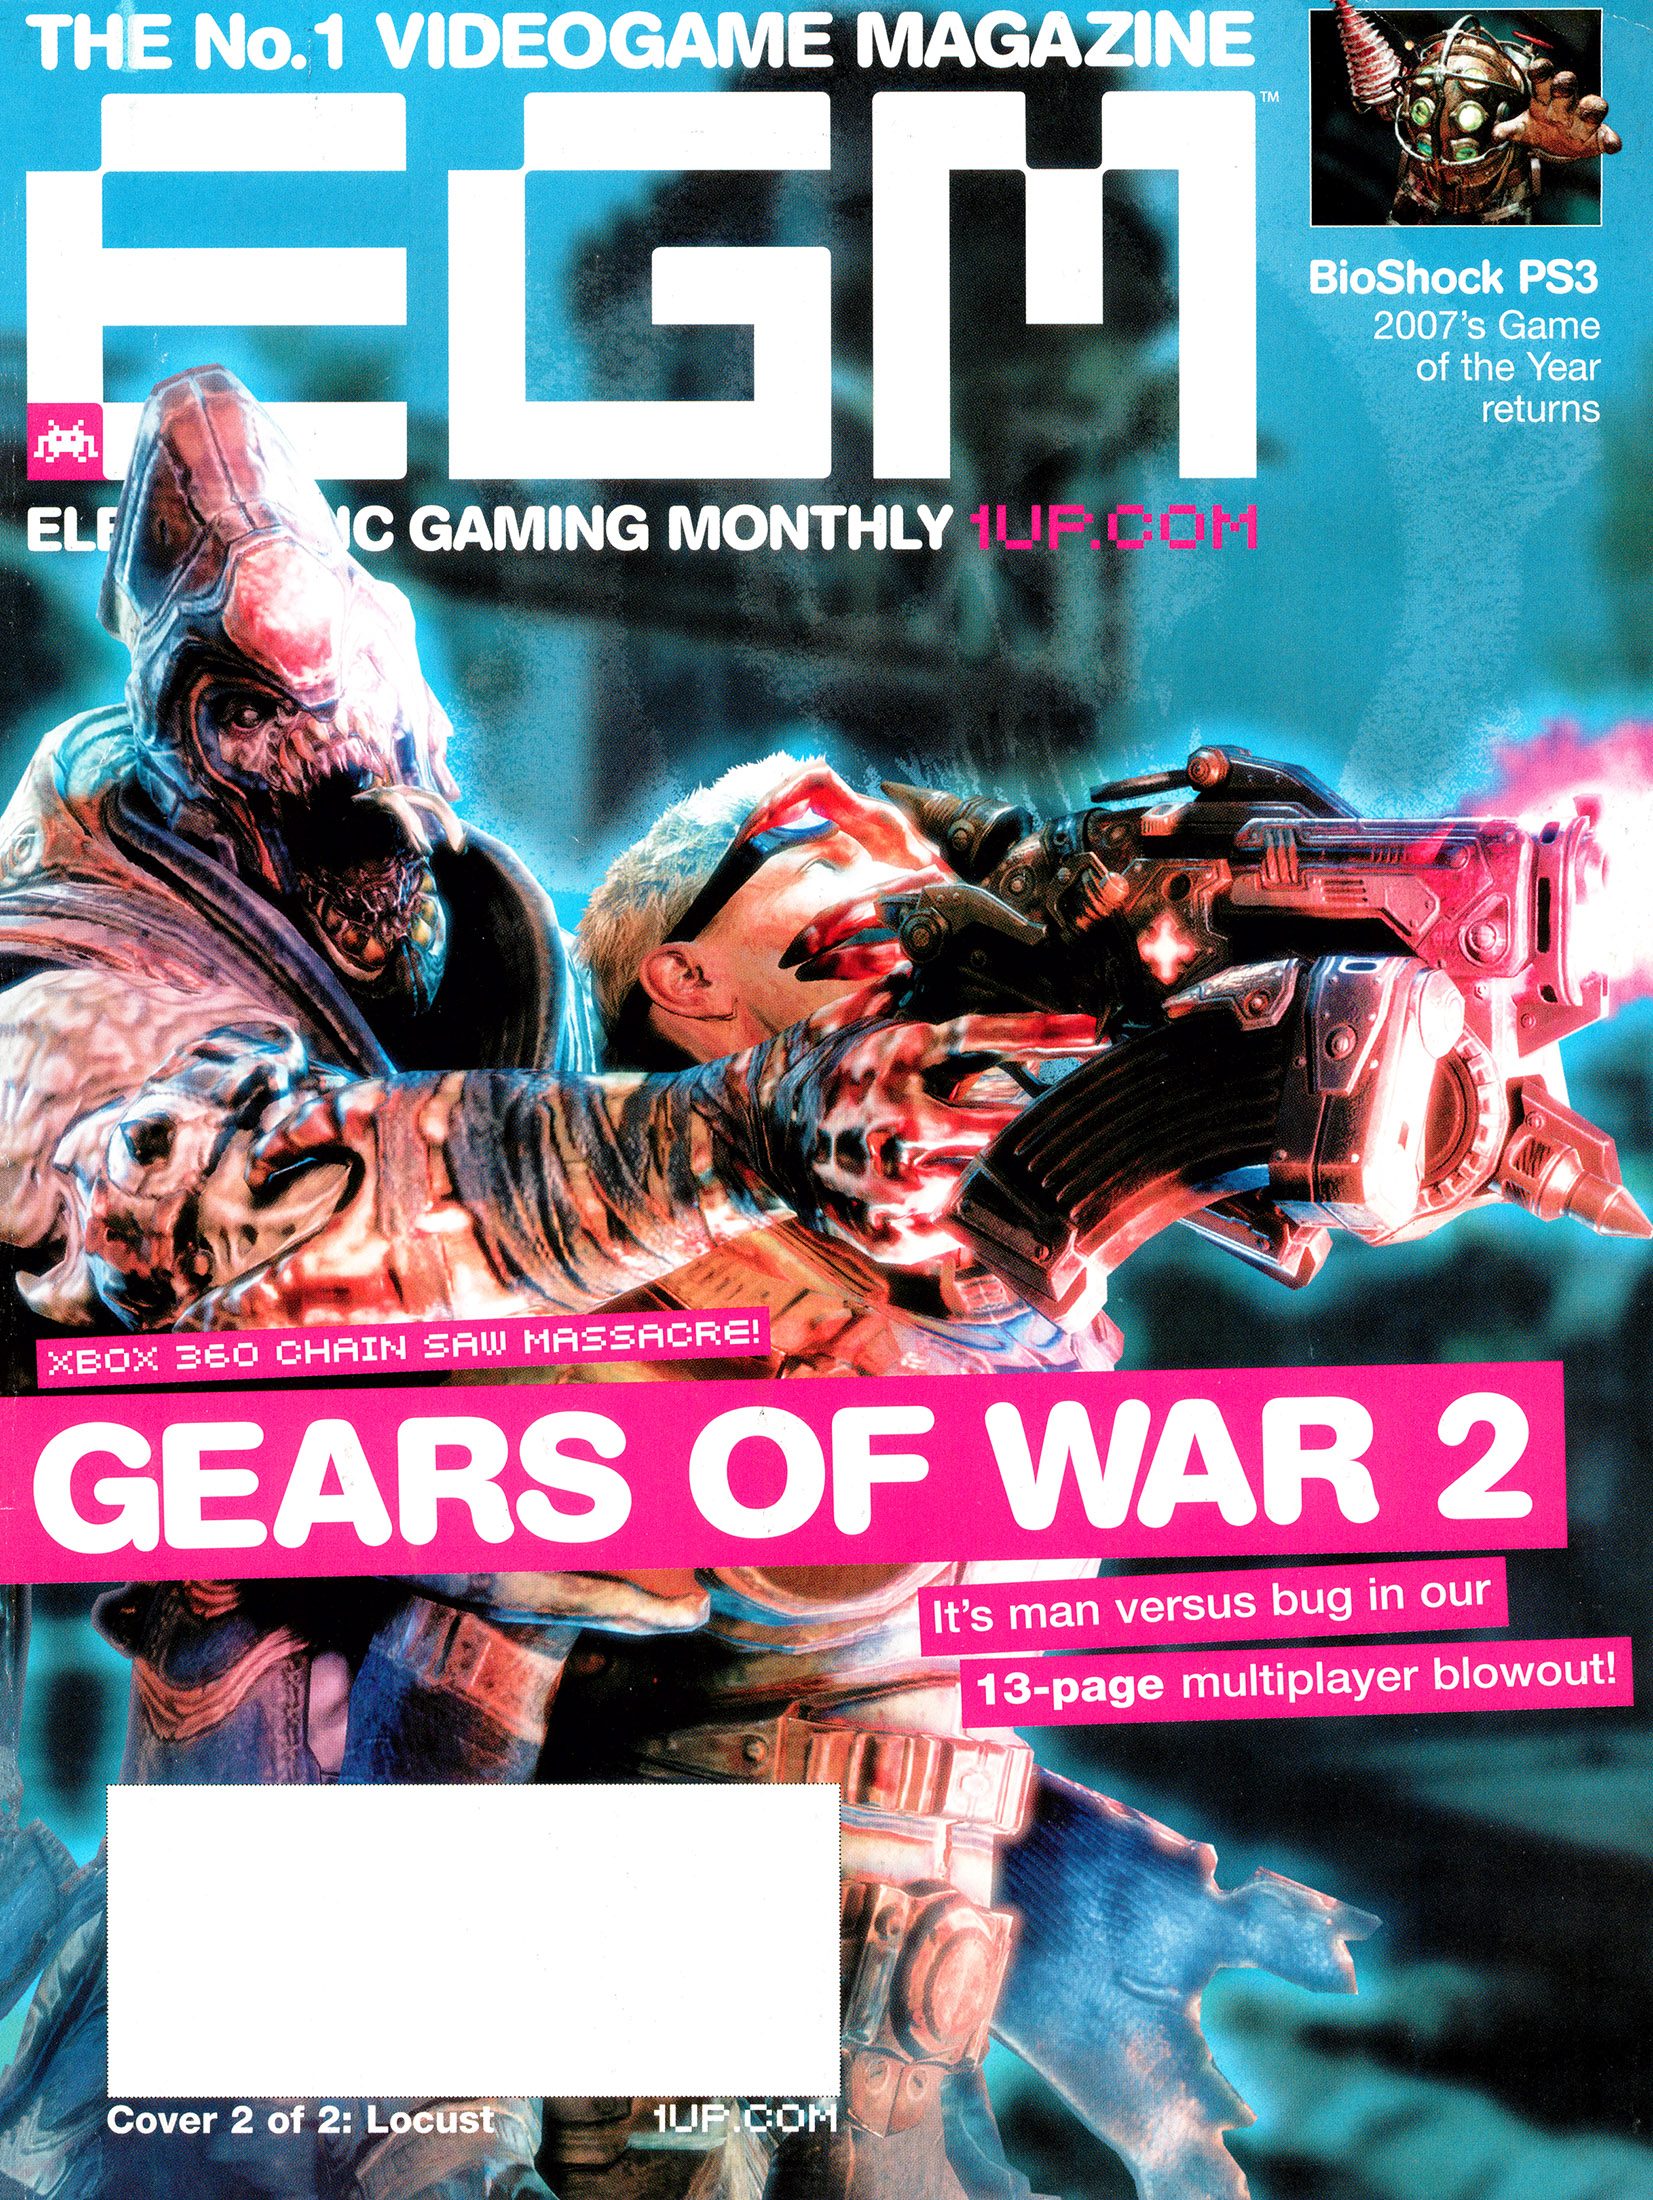 THE No.1 VIDEOGAME MAGAZINE
EGM™
ELE IC GAMING MONTHLY 1UP.COM
BioShock PS3
2007's Game
of the Year
returns
XBOX 360 CHAIN SAW MASSACRE!
GEARS OF WAR 2
It's man versus bug in our
13-page multiplayer blowout!
Cover 2 of 2: Locust 1UP.COM